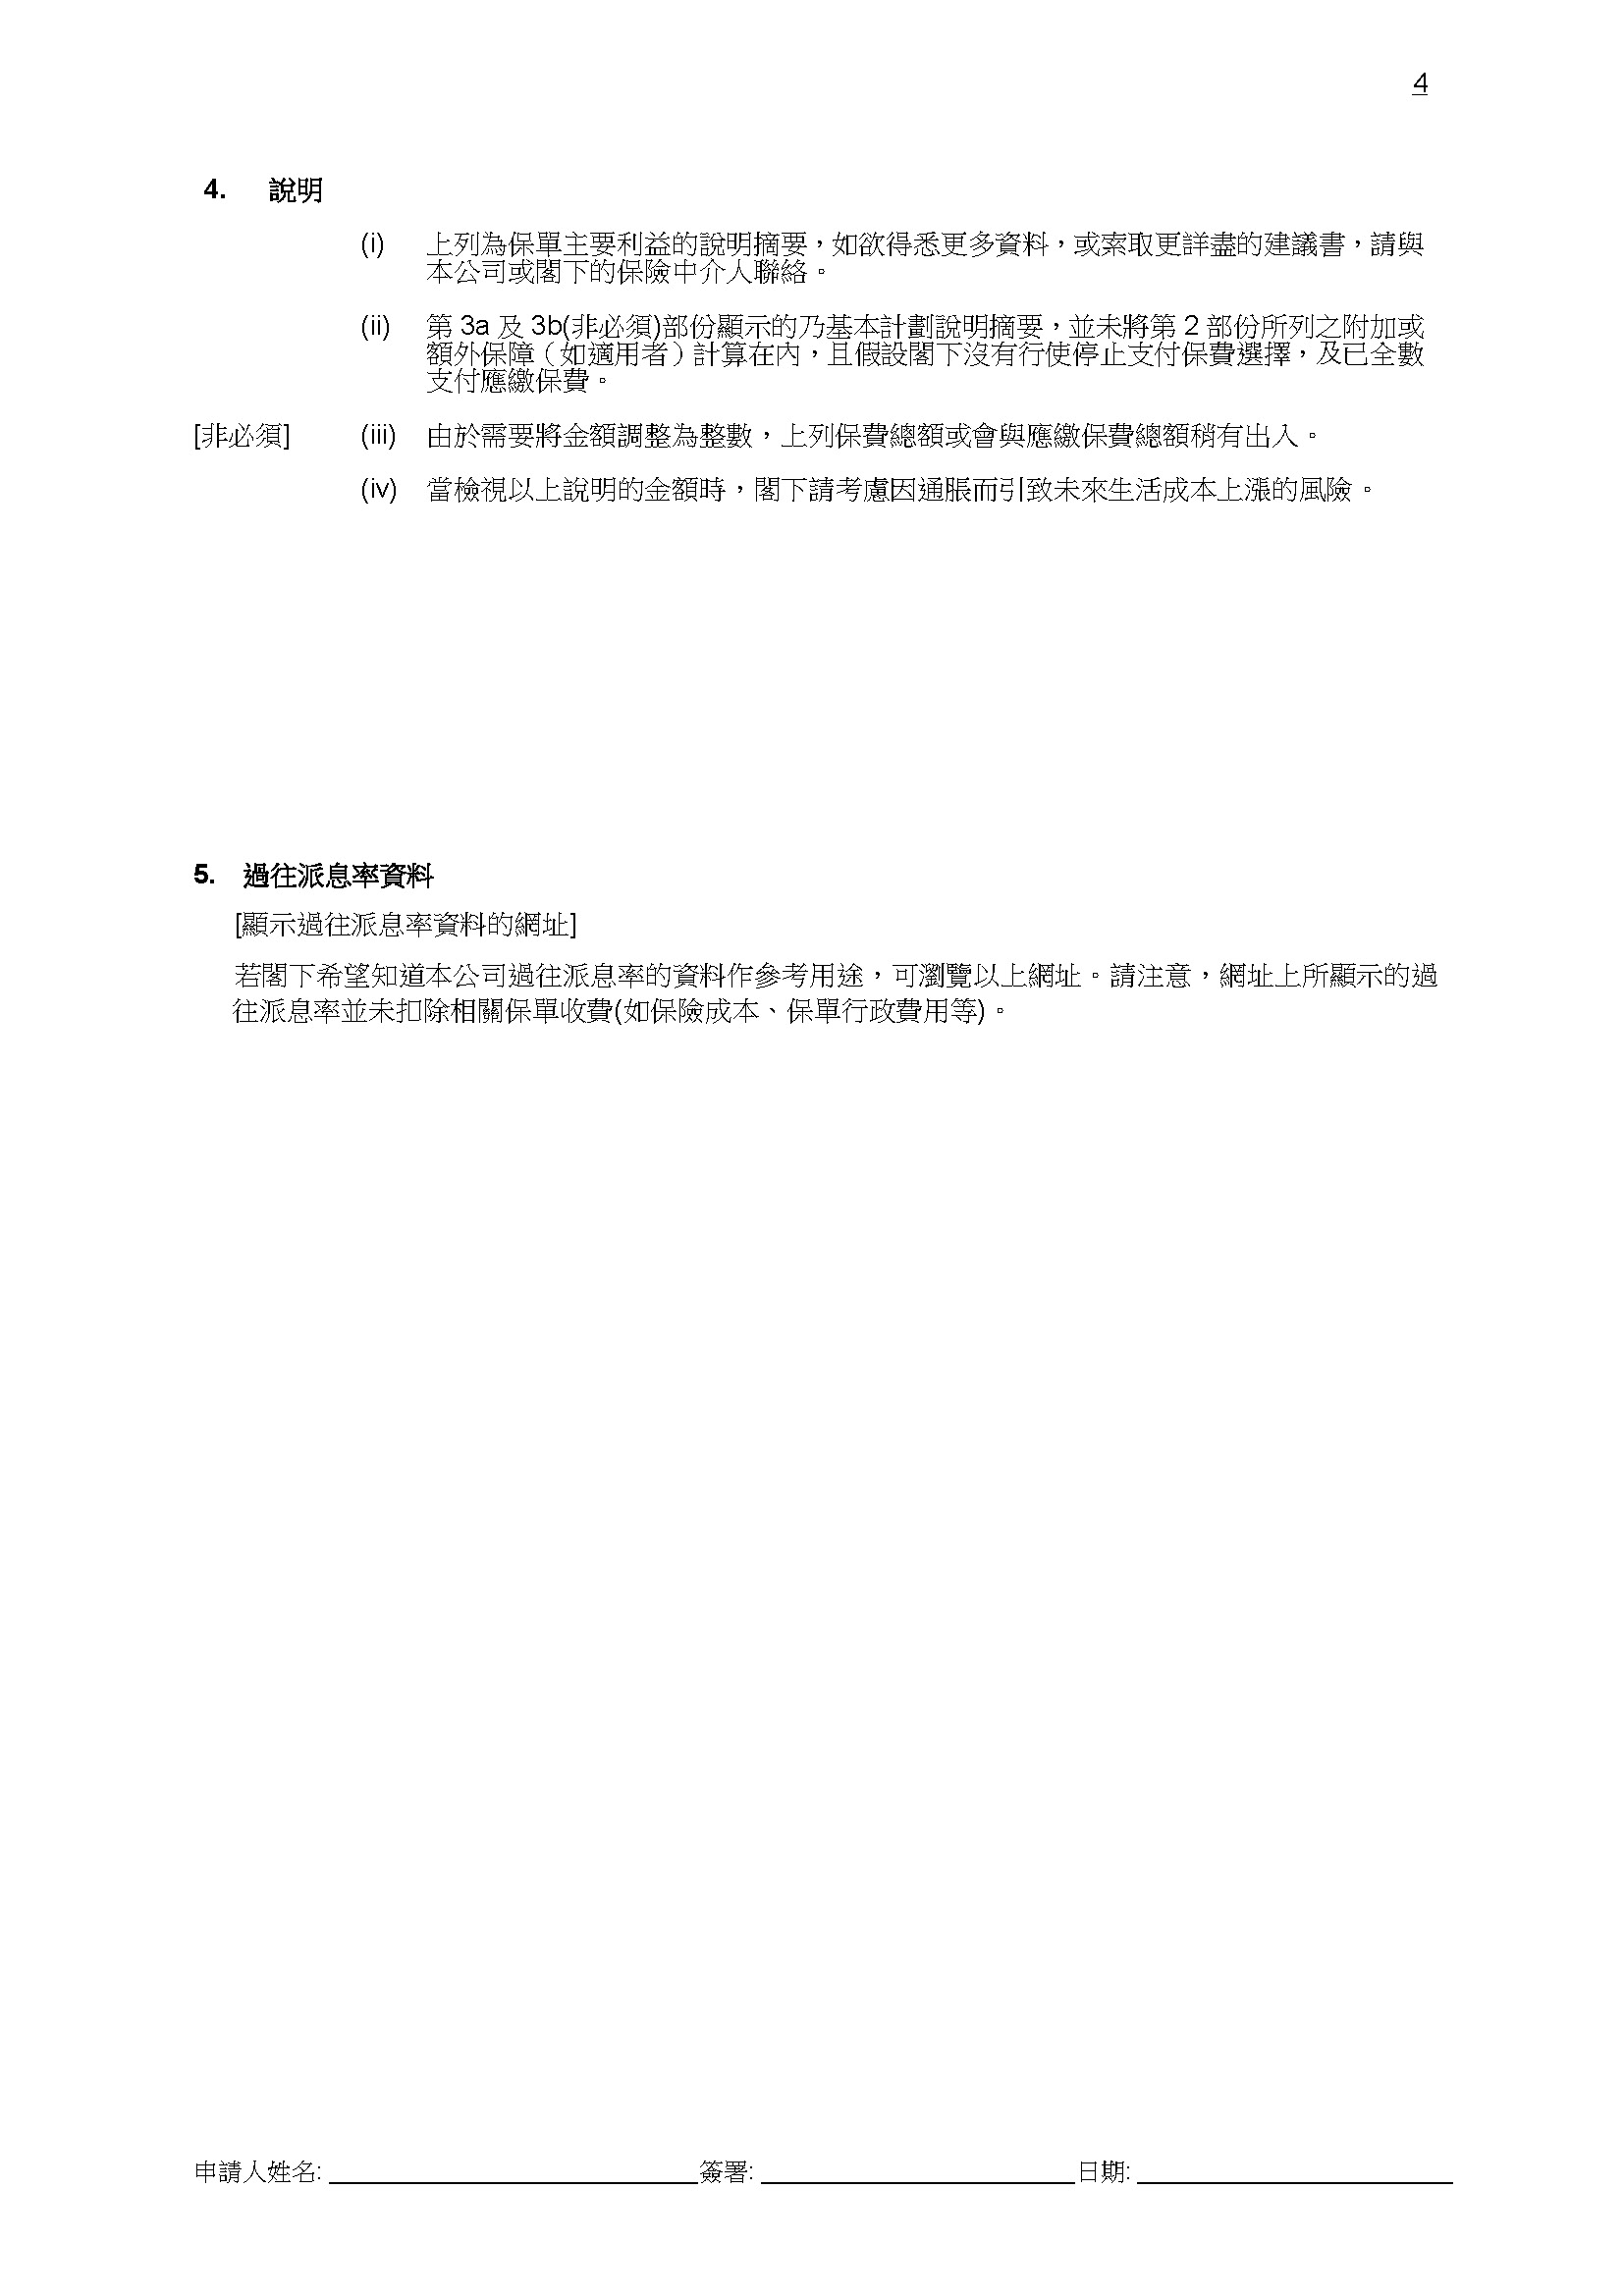 4
4. 說明
(i) 上列為保單主要利益的說明摘要，如欲得悉更多資料，或索取更詳盡的建議書，請與
本公司或閣下的保險中介人聯絡。
(ii) 第 3a 及 3b(非必須)部份顯示的乃基本計劃說明摘要，並未將第 2 部份所列之附加或
額外保障（如適用者）計算在內，且假設閣下沒有行使停止支付保費選擇，及已全數
支付應繳保費。
[非必須] (iii) 由於需要將金額調整為整數，上列保費總額或會與應繳保費總額稍有出入。
(iv) 當檢視以上說明的金額時，閣下請考慮因通脹而引致未來生活成本上漲的風險。
5. 過往派息率資料
[顯示過往派息率資料的網址]
若閣下希望知道本公司過往派息率的資料作參考用途，可瀏覽以上網址。請注意，網址上所顯示的過
往派息率並未扣除相關保單收費(如保險成本、保單行政費用等)。
申請人姓名: 簽署: 日期: